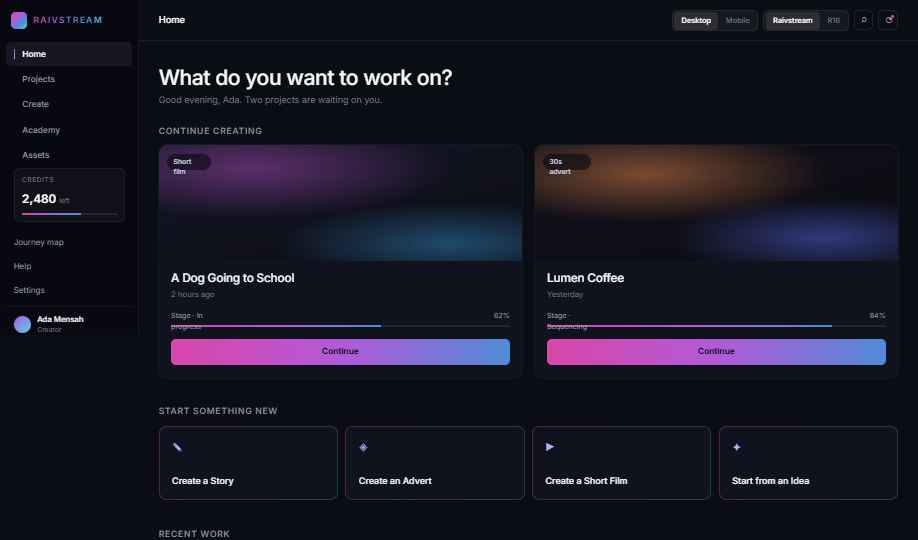 RAIVSTREAM
Home
Projects
Create
Academy
Assets
CREDITS
2,480 left
Journey map
Help
Settings
Ada Mensah
Creator
Home
Desktop Mobile Raivstream R16
What do you want to work on?
Good evening, Ada. Two projects are waiting on you.
CONTINUE CREATING
Short
film
A Dog Going to School
2 hours ago
Stage · In
progress
62%
Continue
30s
advert
Lumen Coffee
Yesterday
Stage ·
Sequencing
84%
Continue
START SOMETHING NEW
Create a Story
Create an Advert
Create a Short Film
Start from an Idea
RECENT WORK